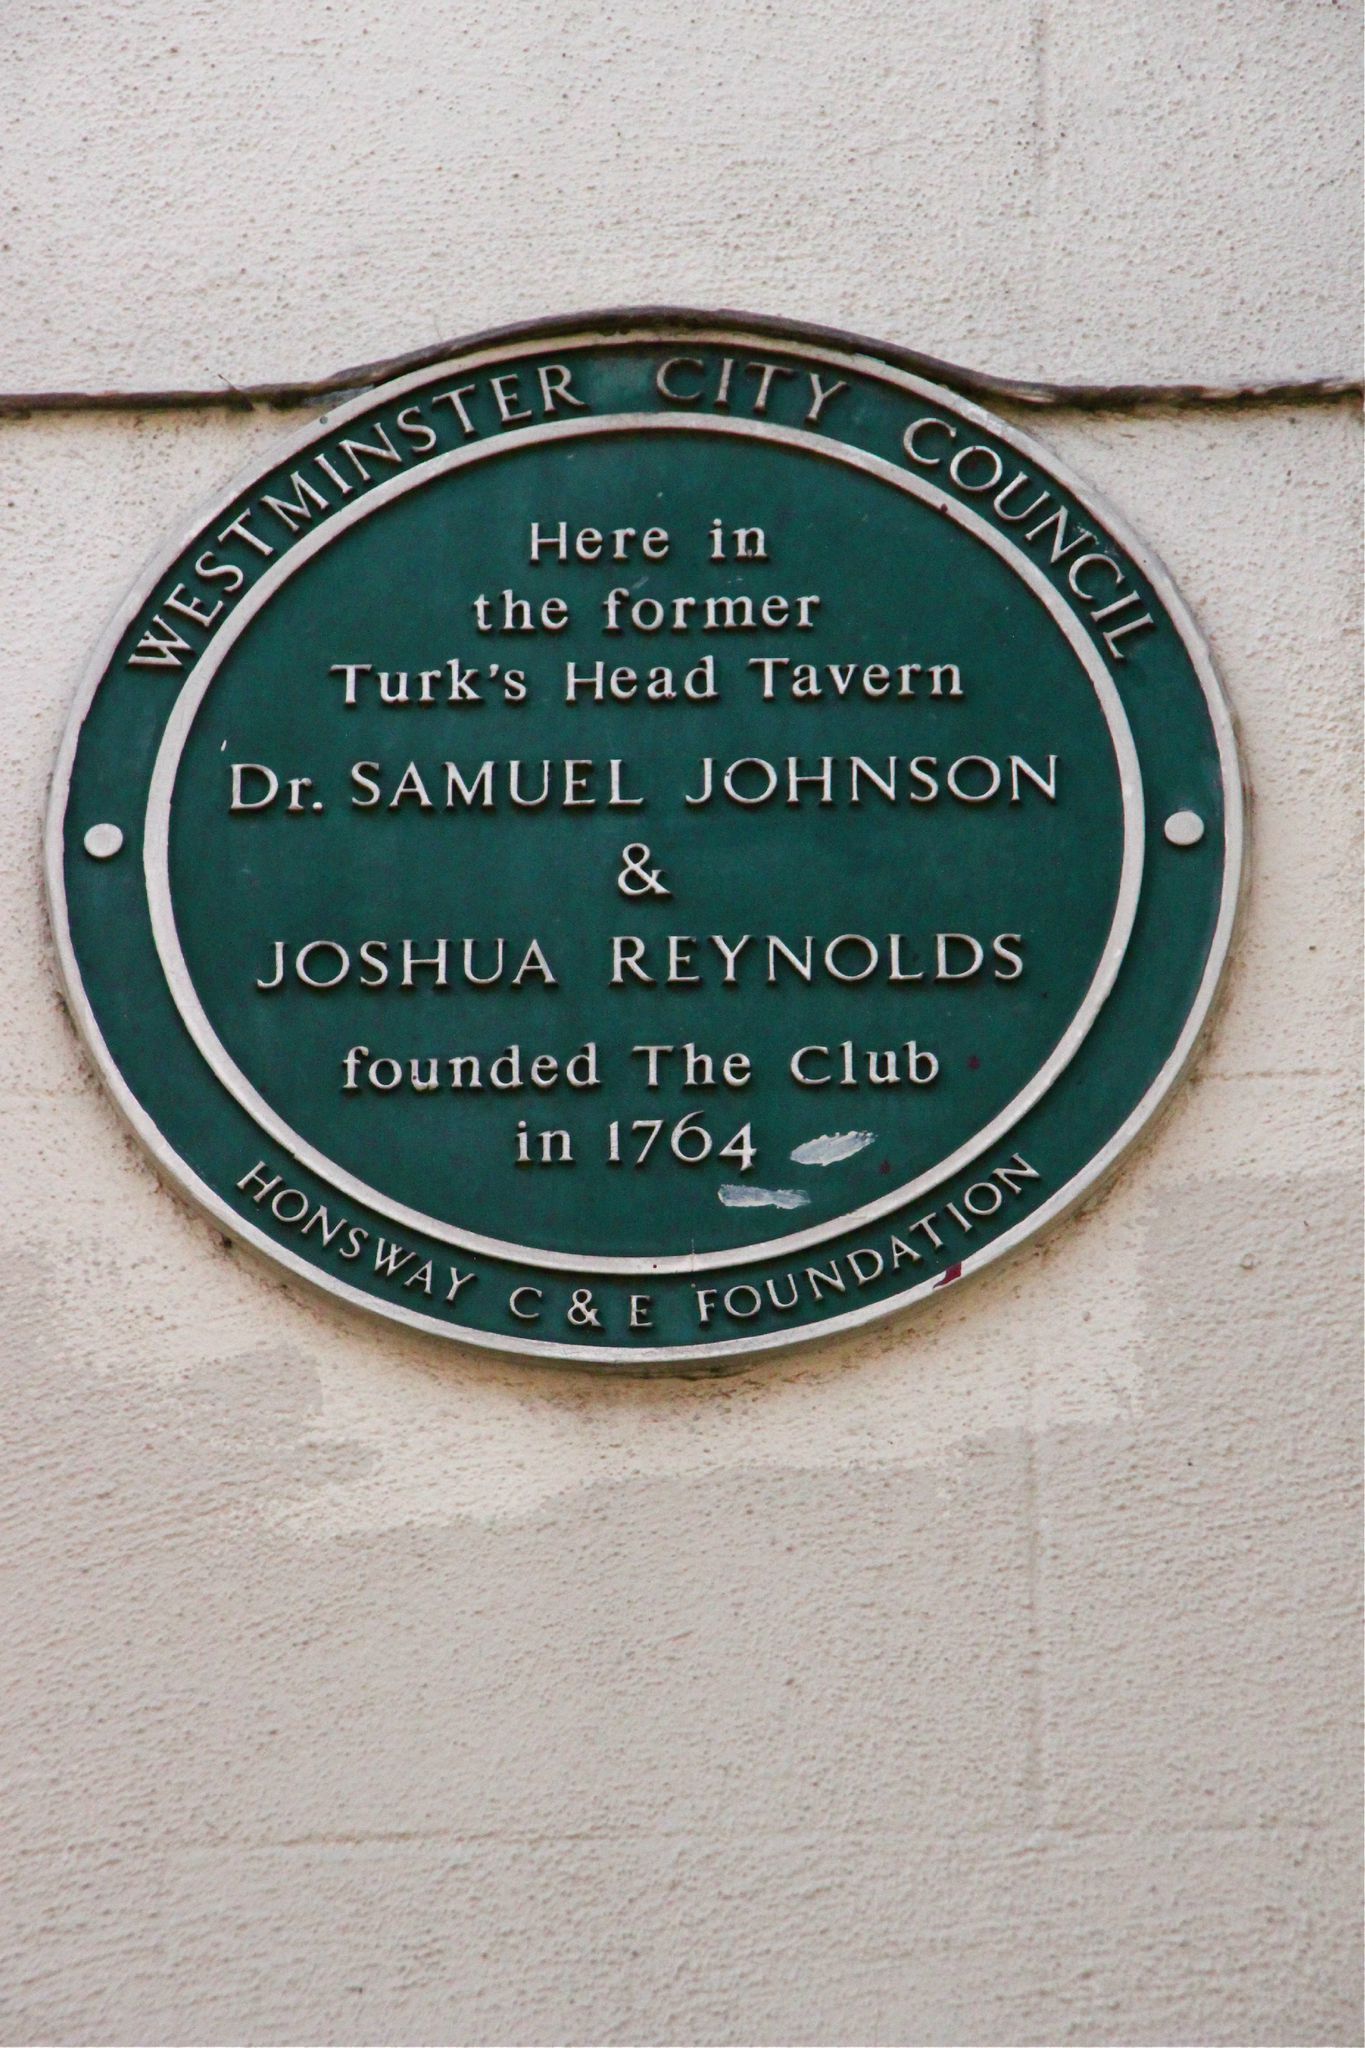 WESTMINSTER CITY COUNCIL
Here in
the former
Turk's Head Tavern
Dr. SAMUEL JOHNSON
&
JOSHUA REYNOLDS
founded The Club
in 1764
HONSWAY C & E FOUNDATION